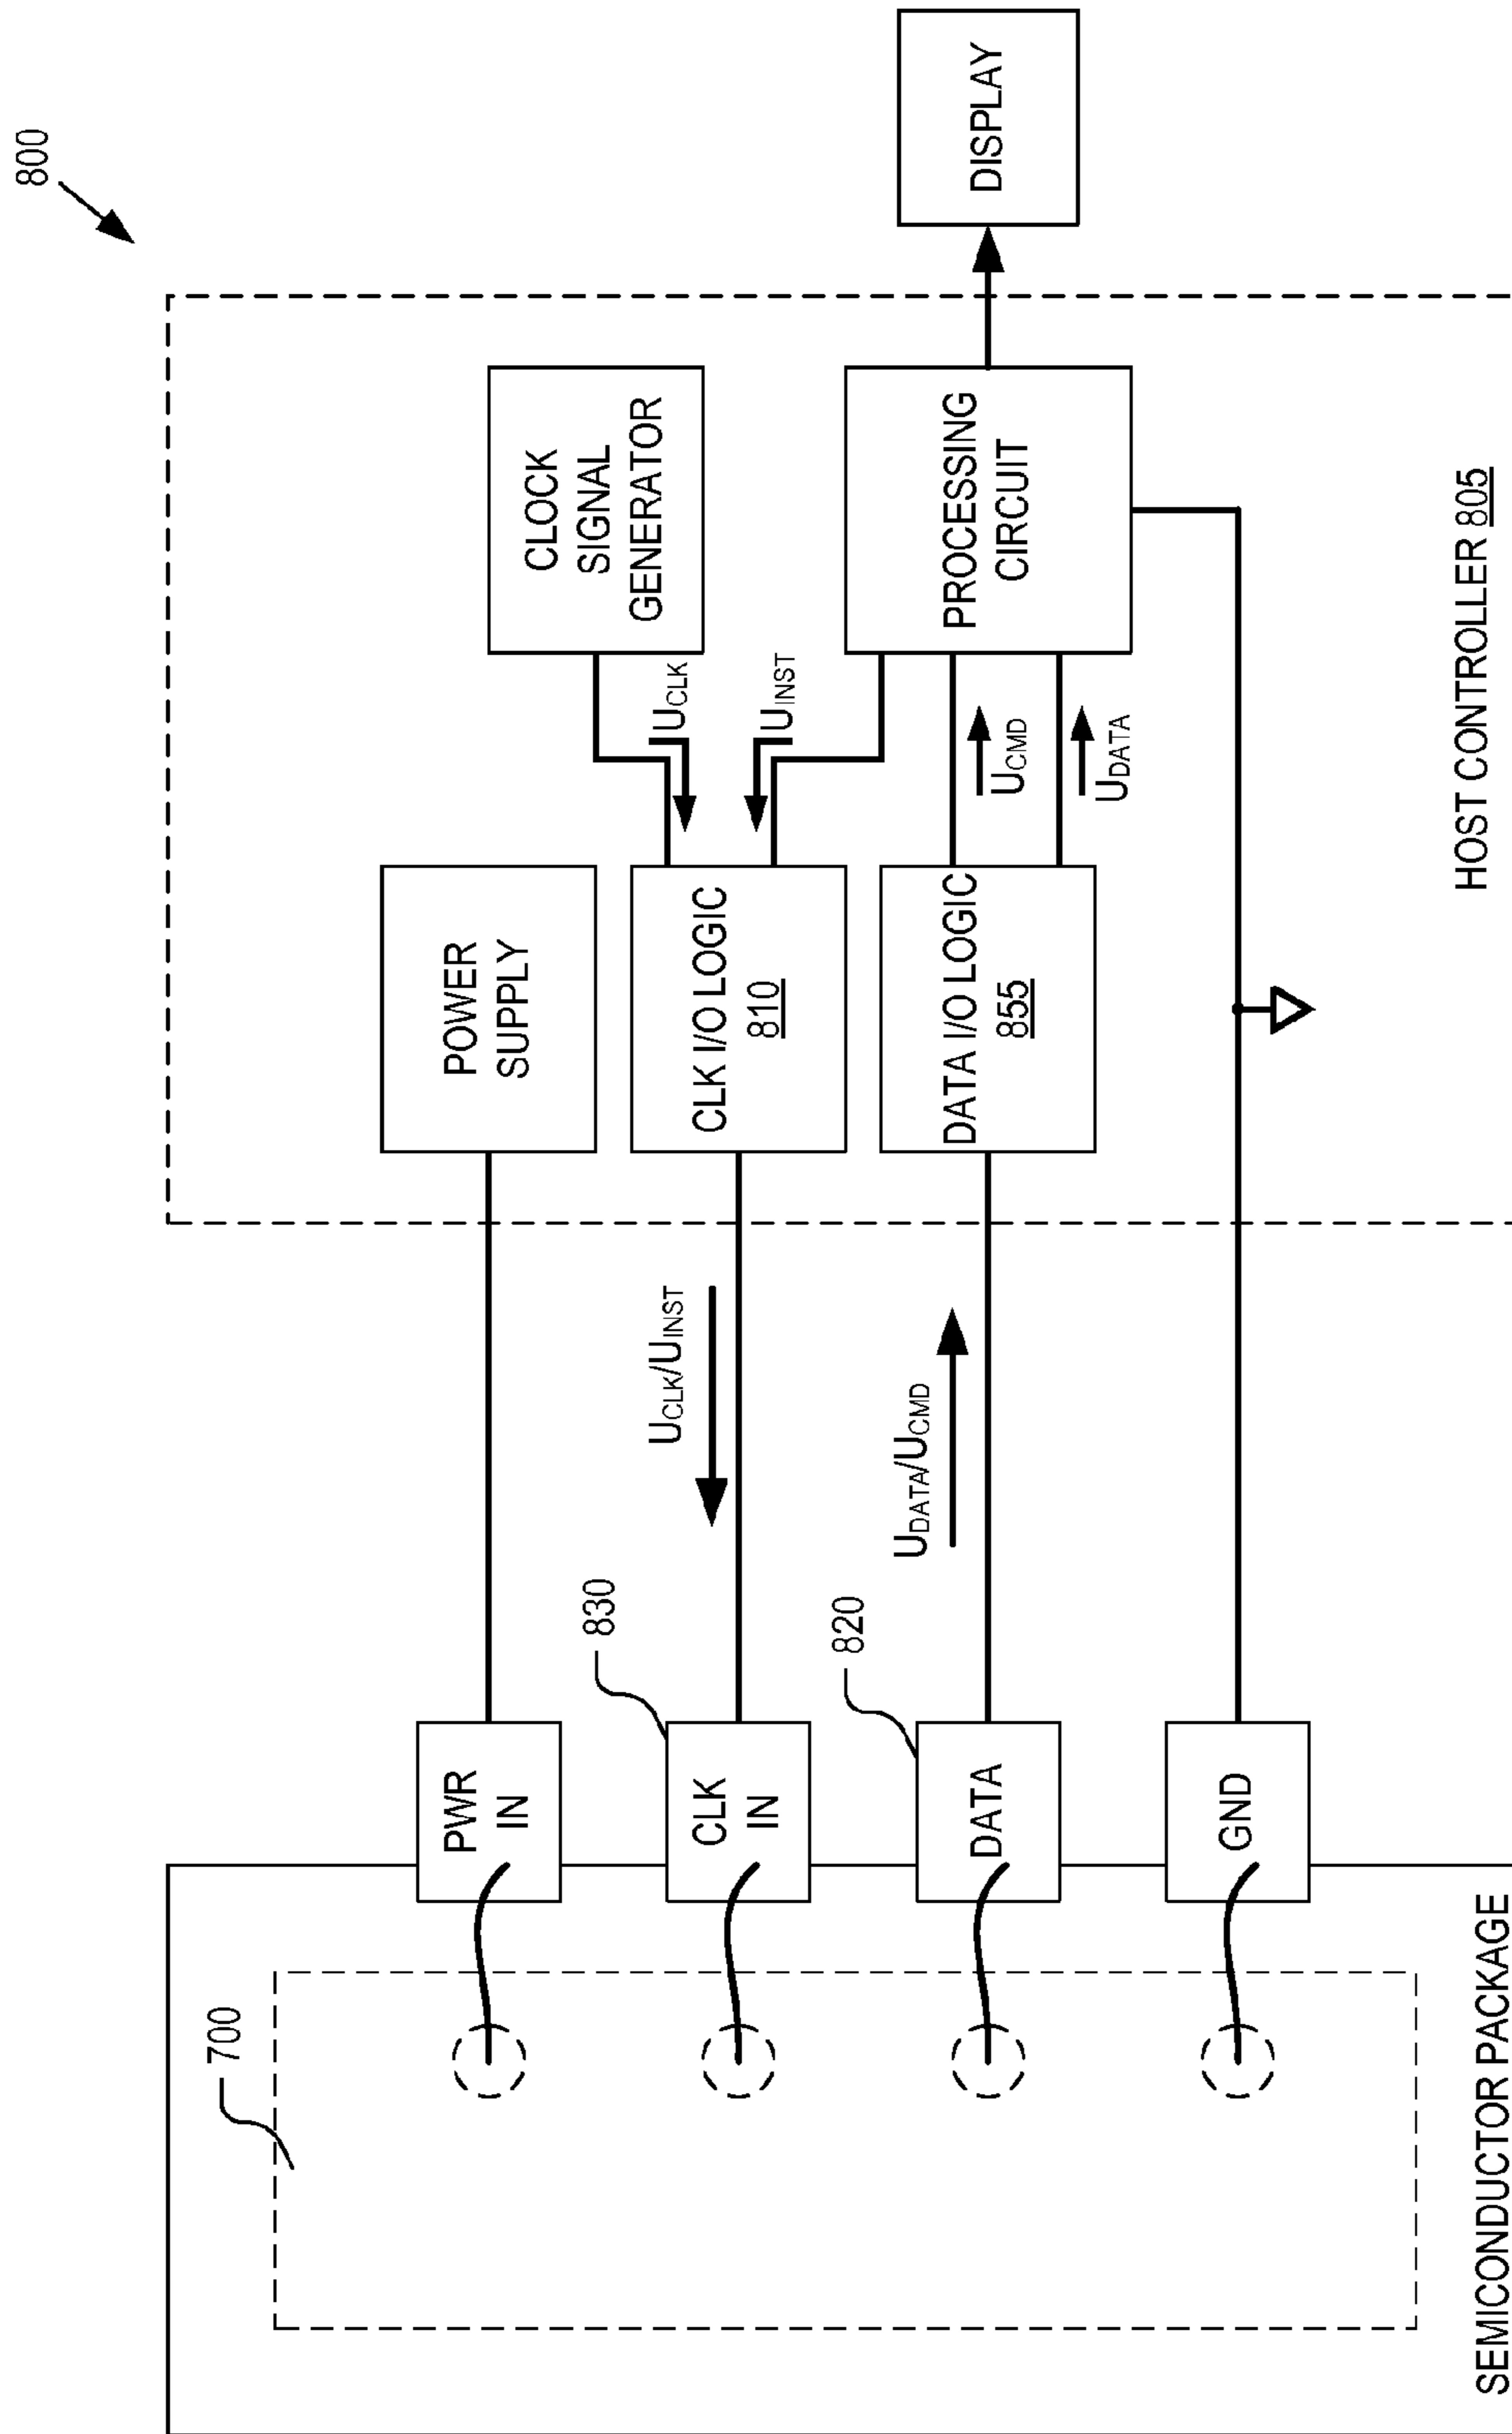 800
700
PWR
IN
POWER
SUPPLY
CLOCK
SIGNAL
GENERATOR
UCLK
830
CLK
IN
UCLK/UINST
CLK I/O LOGIC
810
UINST
820
DATA
UDATA/UCMD
DATA I/O LOGIC
855
UCMD
UDATA
PROCESSING
CIRCUIT
DISPLAY
GND
SEMICONDUCTOR PACKAGE
HOST CONTROLLER 805